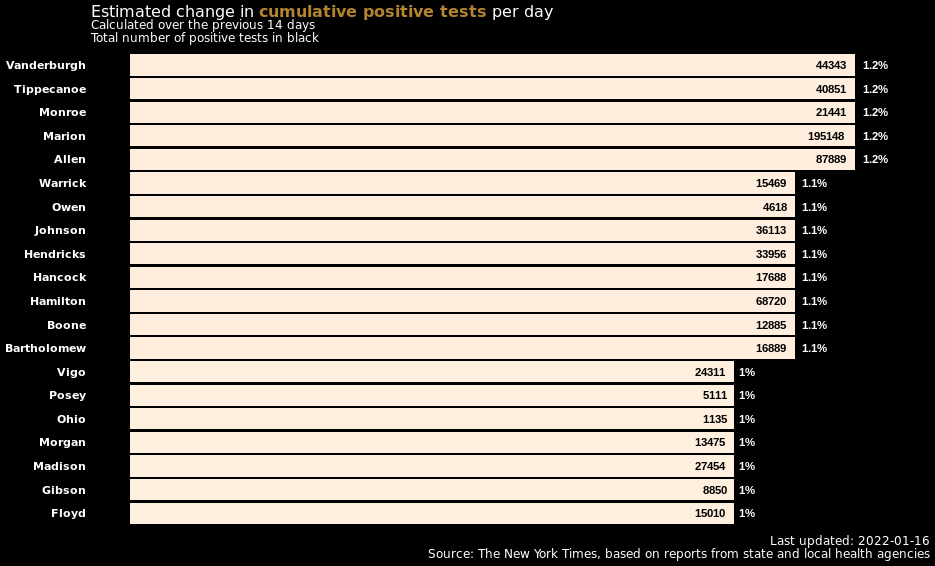 Estimated change in cumulative positive tests per day
Calculated over the previous 14 days
Total number of positive tests in black
Vanderburgh 44343 1.2%
Tippecanoe 40851 1.2%
Monroe 21441 1.2%
Marion 195148 1.2%
Allen 87889 1.2%
Warrick 15469 1.1%
Owen 4618 1.1%
Johnson 36113 1.1%
Hendricks 33956 1.1%
Hancock 17688 1.1%
Hamilton 68720 1.1%
Boone 12885 1.1%
Bartholomew 16889 1.1%
Vigo 24311 1%
Posey 5111 1%
Ohio 1135 1%
Morgan 13475 1%
Madison 27454 1%
Gibson 8850 1%
Floyd 15010 1%
Last updated: 2022-01-16
Source: The New York Times, based on reports from state and local health agencies